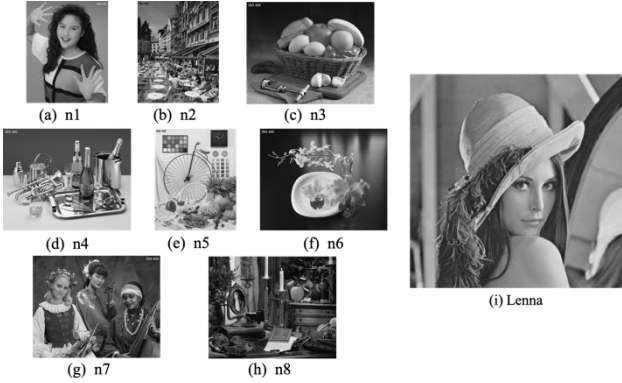 (a) n1
(b) n2
(c) n3
(d) n4
(e) n5
(f) n6
(g) n7
(h) n8
(i) Lenna